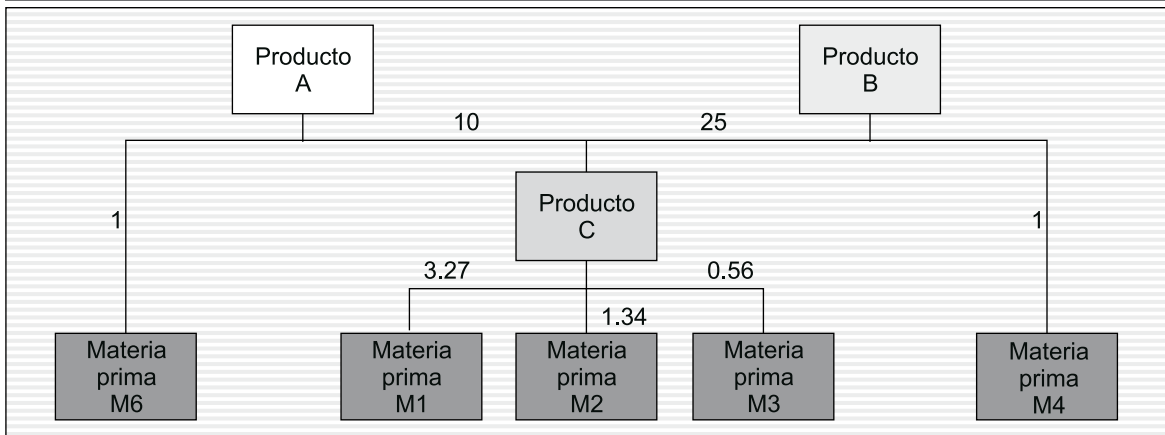 Producto
A
Producto
B
10
25
Producto
C
1
1
3.27
0.56
1.34
Materia
prima
M6
Materia
prima
M1
Materia
prima
M2
Materia
prima
M3
Materia
prima
M4